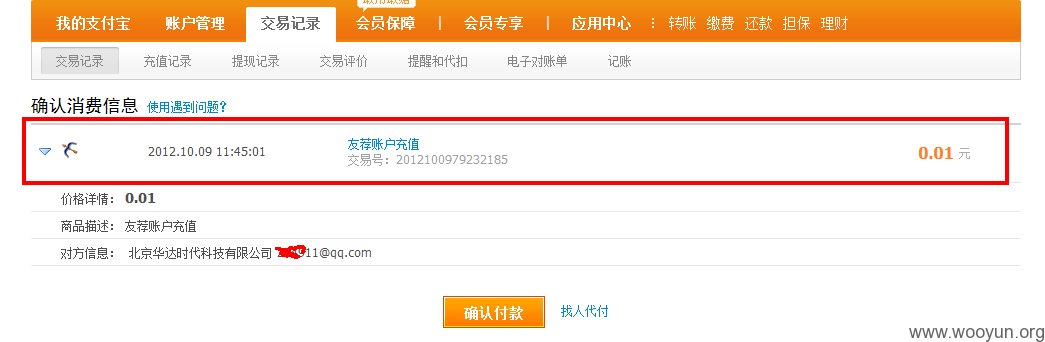 我的支付宝 账户管理 交易记录 会员保障 | 会员专享 | 应用中心 ⋮ 转账 缴费 还款 担保 理财
交易记录 充值记录 提现记录 交易评价 提醒和代扣 电子对账单 记账
确认消费信息 使用遇到问题?
2012.10.09 11:45:01 友荐账户充值 0.01 元
交易号:2012100979232185
价格详情: 0.01
商品描述: 友荐账户充值
对方信息: 北京华达时代科技有限公司 11@qq.com
确认付款 找人代付
www.wooyun.org